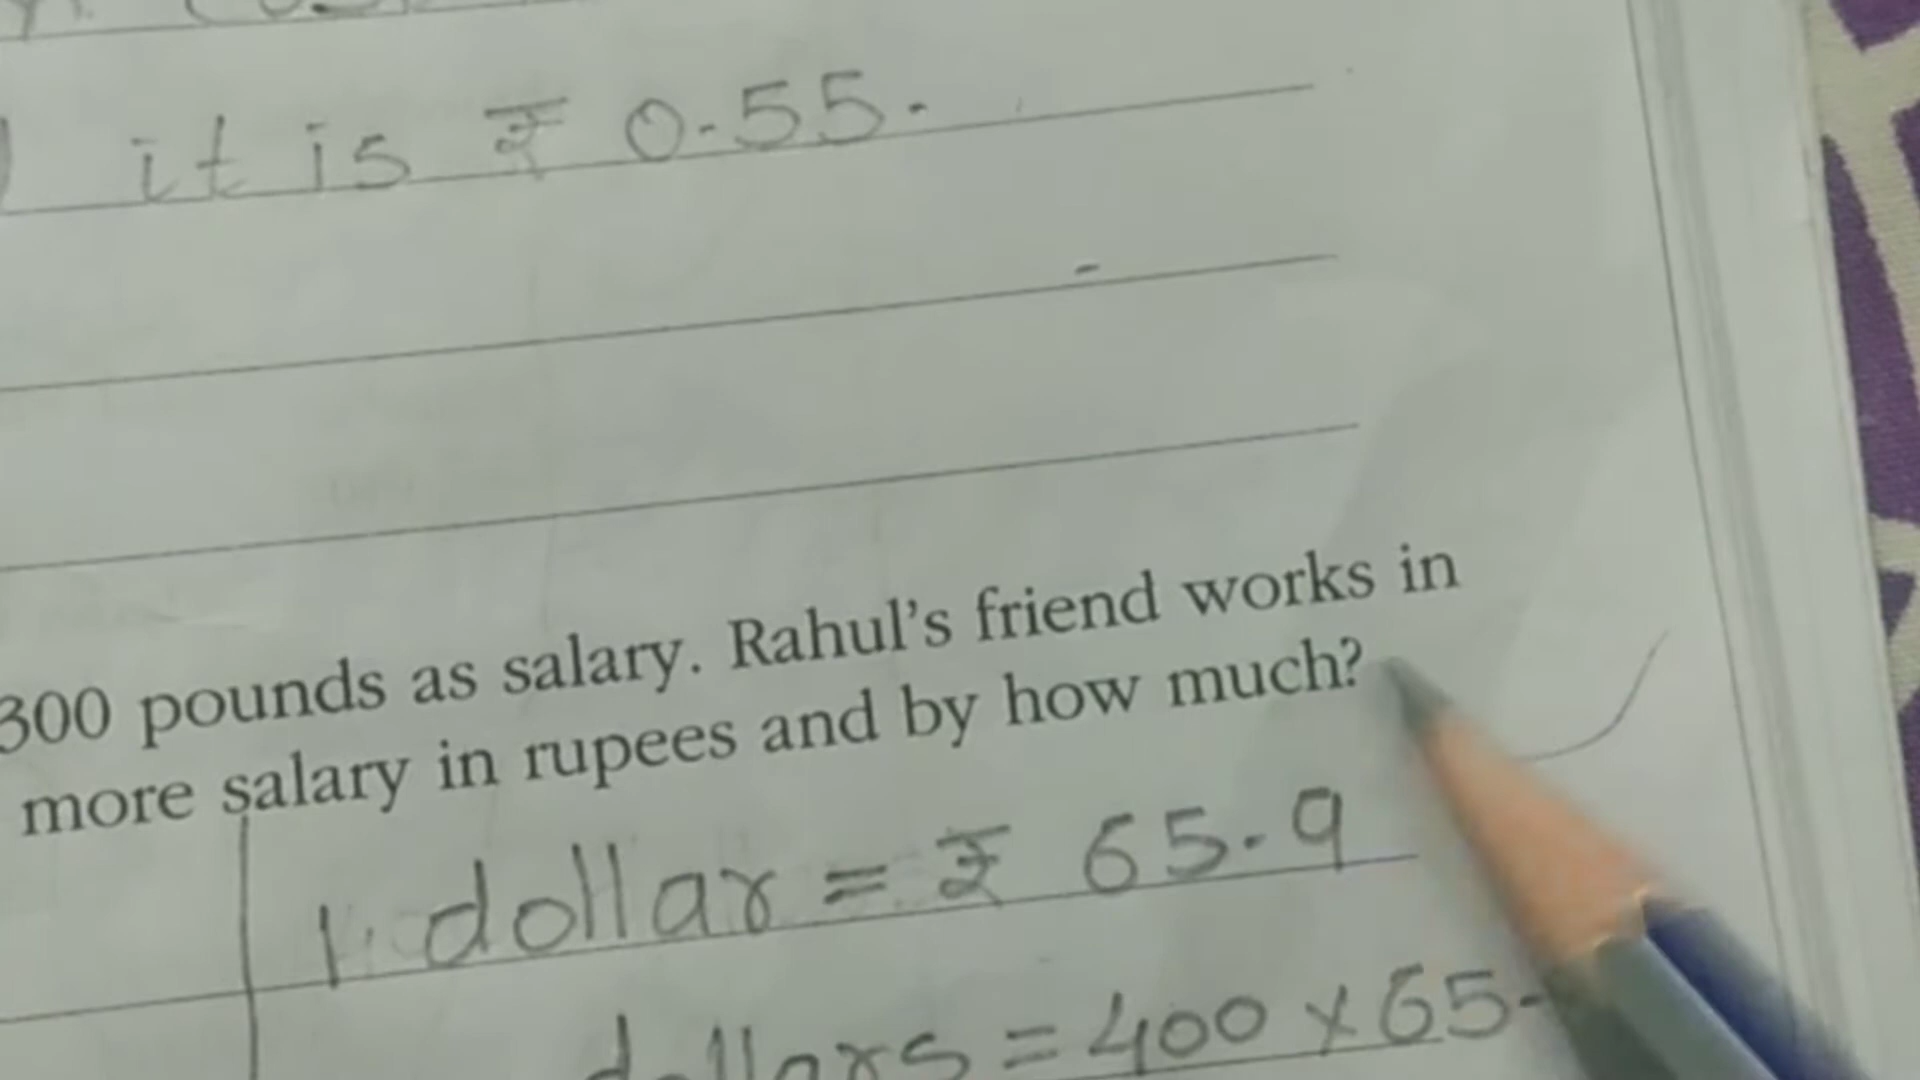 it is ₹ 0.55.
300 pounds as salary. Rahul's friend works in
more salary in rupees and by how much?
1 dollar = ₹ 65.9
dollars = 400 x 65.